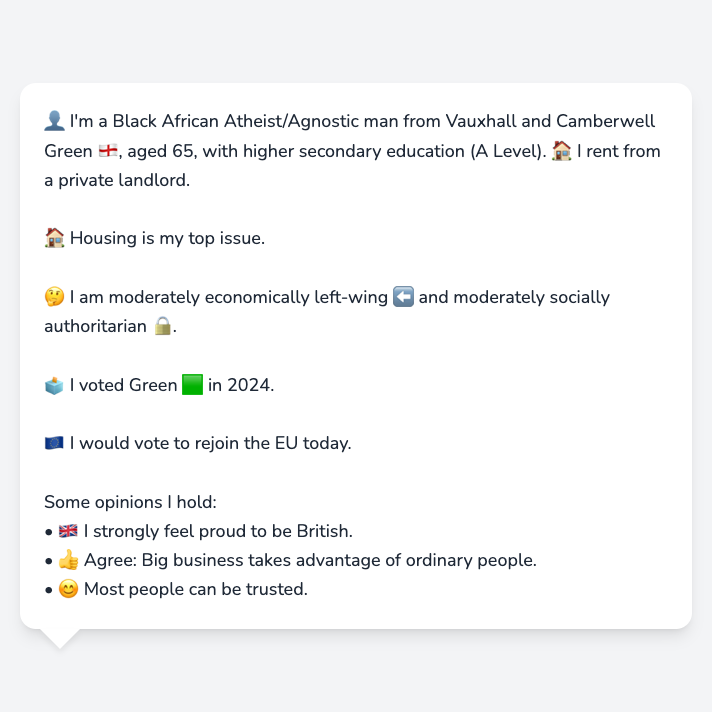 👤 I'm a Black African Atheist/Agnostic man from Vauxhall and Camberwell
Green 🏴󠁧󠁢󠁥󠁮󠁧󠁿, aged 65, with higher secondary education (A Level). 🏠 I rent from
a private landlord.
🏠 Housing is my top issue.
🤔 I am moderately economically left-wing ⬅️ and moderately socially
authoritarian 🔒.
🗳️ I voted Green 🟩 in 2024.
🇪🇺 I would vote to rejoin the EU today.
Some opinions I hold:
• 🇬🇧 I strongly feel proud to be British.
• 👍 Agree: Big business takes advantage of ordinary people.
• 😊 Most people can be trusted.